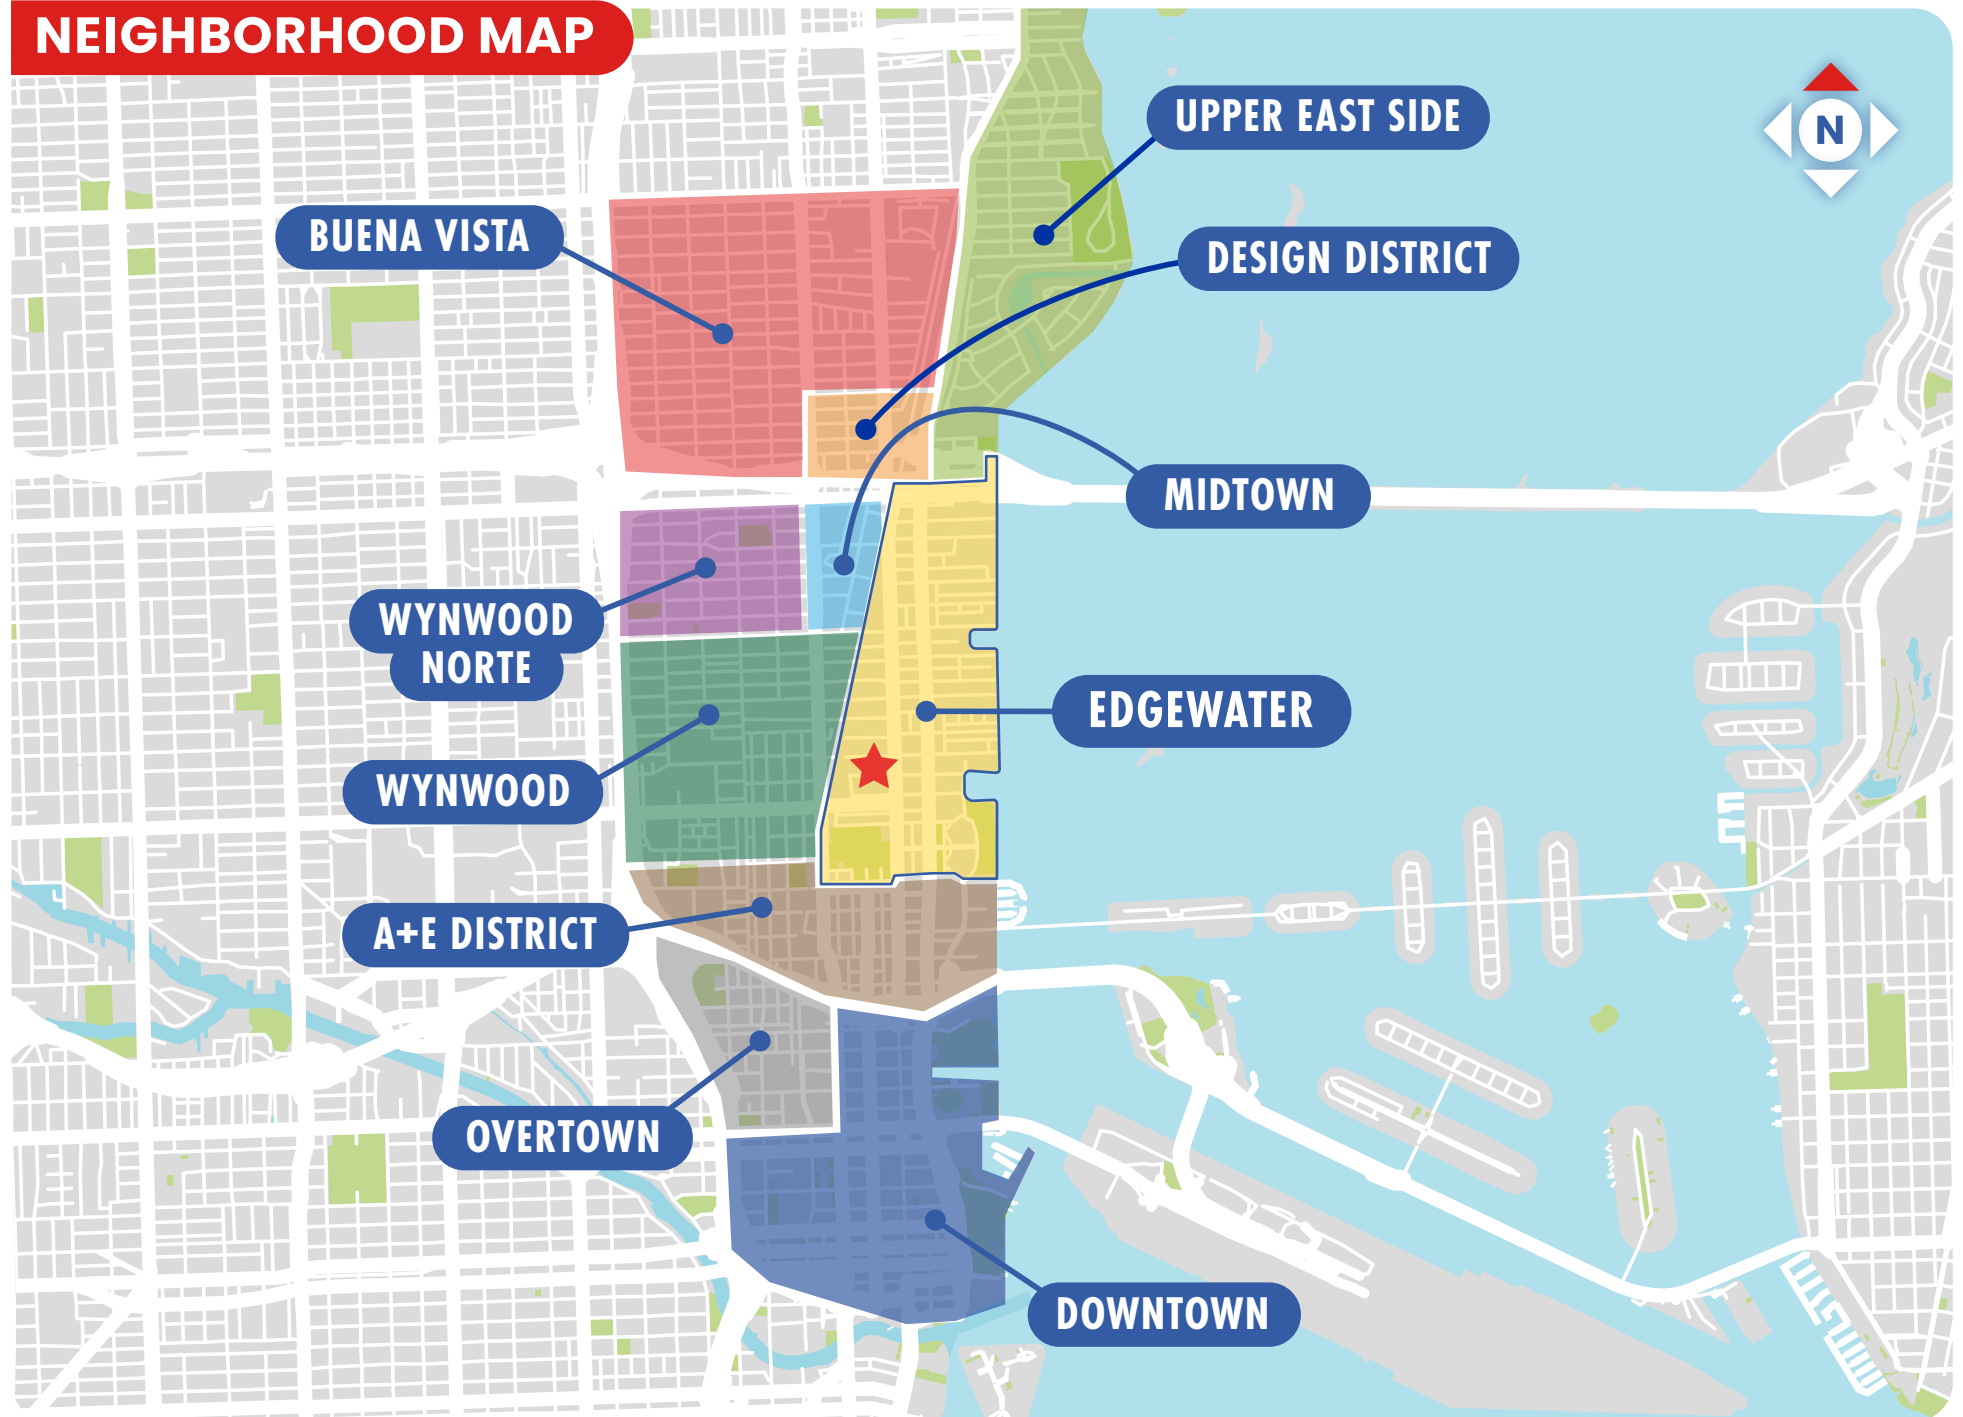 NEIGHBORHOOD MAP
UPPER EAST SIDE
N
BUENA VISTA
DESIGN DISTRICT
MIDTOWN
WYNWOOD
NORTE
EDGEWATER
WYNWOOD
A+E DISTRICT
OVERTOWN
DOWNTOWN